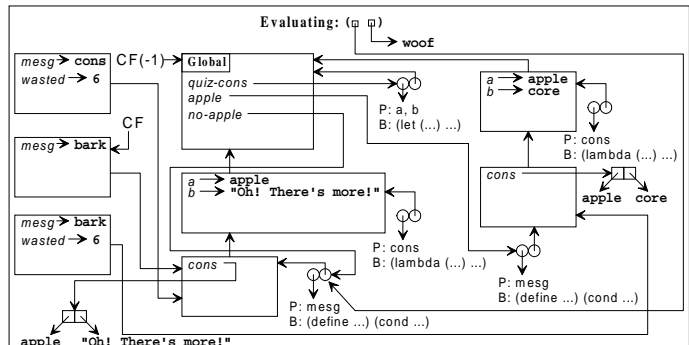 Evaluating: (
woof
mesg cons
wasted 6
CF(-1)
Global
quiz-cons
apple
no-apple
P: a, b
B: (let (...) ...)
a apple
b core
P: cons
B: (lambda (...) ...)
CF
mesg bark
a apple
b "Oh! There's more!"
P: cons
B: (lambda (...) ...)
cons
apple core
mesg bark
wasted 6
cons
P: mesg
B: (define ...) (cond ...)
P: mesg
B: (define ...) (cond ...)
apple "Oh! There's more!"